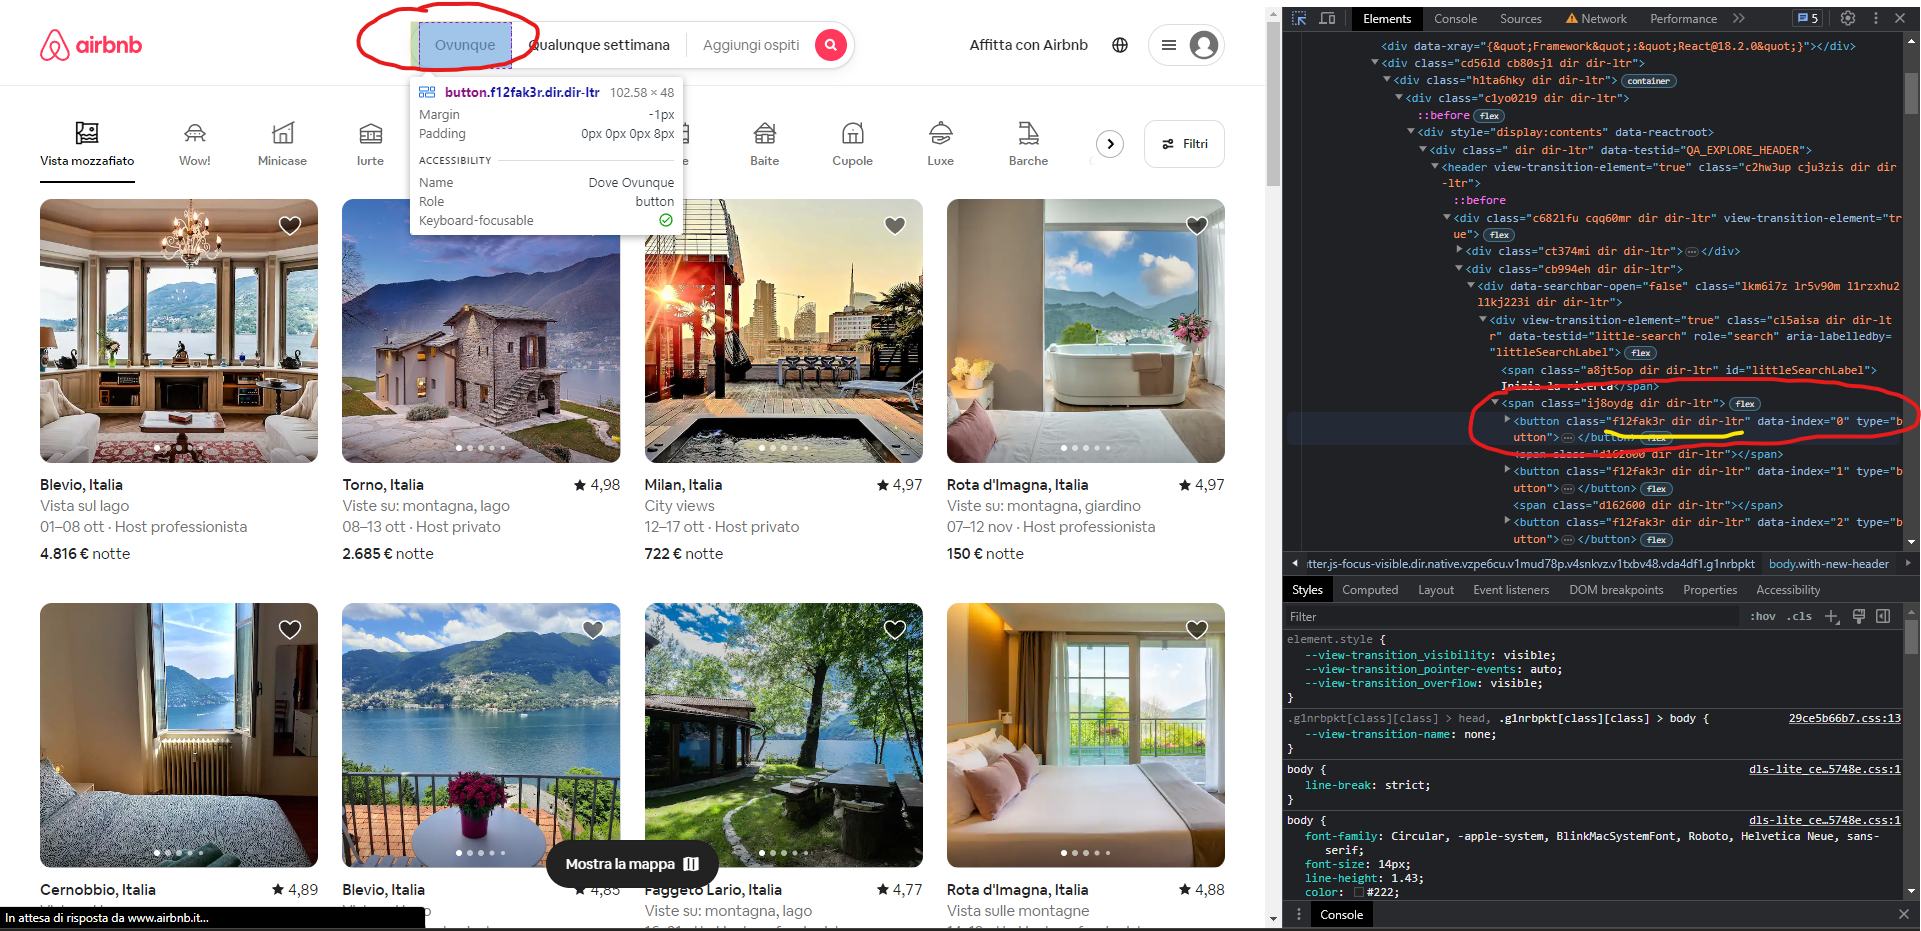 airbnb
Ovunque
Qualunque settimana
Aggiungi ospiti
Affitta con Airbnb
button.f12fak3r.dir.dir-ltr 102.58 × 48
Margin -1px
Padding 0px 0px 0px 8px
ACCESSIBILITY
Name Dove Ovunque
Role button
Keyboard-focusable
Vista mozzafiato
Wow!
Minicase
Iurte
Baite
Cupole
Luxe
Barche
Filtri
Blevio, Italia
Vista sul lago
01–08 ott · Host professionista
4.816 € notte
Torno, Italia 4,98
Viste su: montagna, lago
08–13 ott · Host privato
2.685 € notte
Milan, Italia 4,97
City views
12–17 ott · Host privato
722 € notte
Rota d'Imagna, Italia 4,97
Viste su: montagna, giardino
07–12 nov · Host professionista
150 € notte
Cernobbio, Italia 4,89
Blevio, Italia 4,85
Faggeto Lario, Italia 4,77
Viste su: montagna, lago
Rota d'Imagna, Italia 4,88
Vista sulle montagne
Mostra la mappa
In attesa di risposta da www.airbnb.it...
Elements Console Sources Network Performance 5
<div data-xray="{&quot;Framework&quot;:&quot;React@18.2.0&quot;}"></div>
<div class="cd56ld cb80sj1 dir dir-ltr">
<div class="h1ta6hky dir dir-ltr"> container
<div class="c1yo0219 dir dir-ltr">
::before flex
<div style="display:contents" data-reactroot>
<div class=" dir dir-ltr" data-testid="QA_EXPLORE_HEADER">
<header view-transition-element="true" class="c2hw3up cju3zis dir dir
-ltr">
::before
<div class="c682lfu cqq60mr dir dir-ltr" view-transition-element="tr
ue"> flex
<div class="ct374mi dir dir-ltr"> … </div>
<div class="cb994eh dir dir-ltr">
<div data-searchbar-open="false" class="lkm6i7z lr5v90m l1rzxhu2
l1kj223i dir dir-ltr">
<div view-transition-element="true" class="cl5aisa dir dir-lt
r" data-testid="little-search" role="search" aria-labelledby=
"littleSearchLabel"> flex
<span class="a8jt5op dir dir-ltr" id="littleSearchLabel">
Inizia la ricerca</span>
<span class="ij8oydg dir dir-ltr"> flex
<button class="f12fak3r dir dir-ltr" data-index="0" type="b
utton"> … </button> flex
<span class="d162600 dir dir-ltr"></span>
<button class="f12fak3r dir dir-ltr" data-index="1" type="b
utton"> … </button> flex
<span class="d162600 dir dir-ltr"></span>
<button class="f12fak3r dir dir-ltr" data-index="2" type="b
utton"> … </button> flex
tter.js-focus-visible.dir.native.vzpe6cu.v1mud78p.v4snkvz.v1txbv48.vda4df1.g1nrbpkt body.with-new-header
Styles Computed Layout Event listeners DOM breakpoints Properties Accessibility
Filter :hov .cls
element.style {
--view-transition_visibility: visible;
--view-transition_pointer-events: auto;
--view-transition_overflow: visible;
}
.g1nrbpkt[class][class] > head, .g1nrbpkt[class][class] > body { 29ce5b66b7.css:13
--view-transition-name: none;
}
body { dls-lite_ce…5748e.css:1
line-break: strict;
}
body { dls-lite_ce…5748e.css:1
font-family: Circular, -apple-system, BlinkMacSystemFont, Roboto, Helvetica Neue, sans-
serif;
font-size: 14px;
line-height: 1.43;
color: #222;
Console